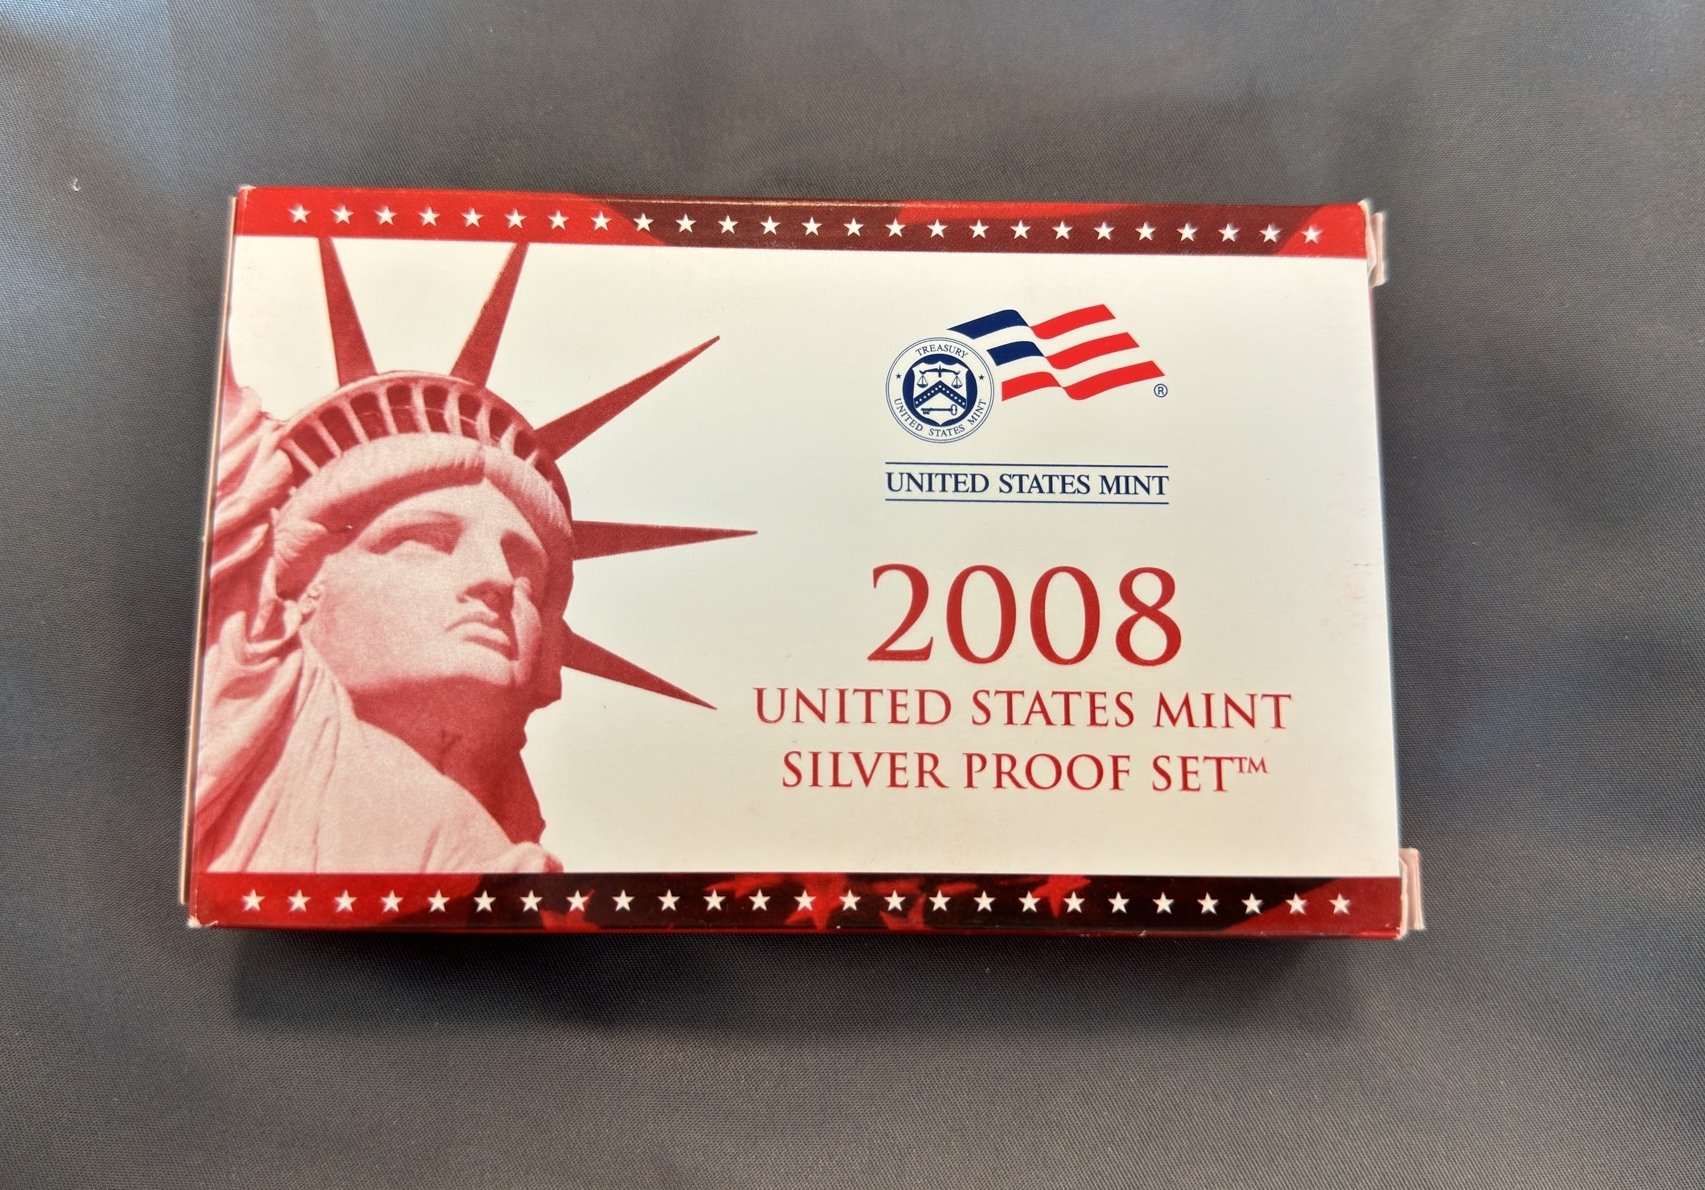 TREASURY
UNITED STATES MINT
®
UNITED STATES MINT
2008
UNITED STATES MINT
SILVER PROOF SET™